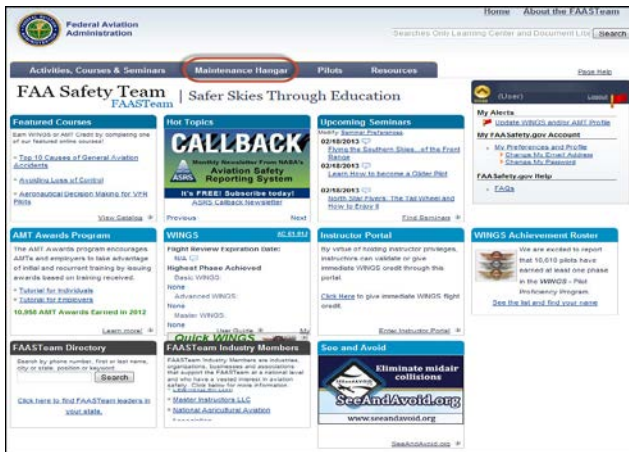 Home About the FAASTeam
Federal Aviation
Administration
Searches Only Learning Center and Document Libr Search
Activities, Courses & Seminars Maintenance Hangar Pilots Resources
Page Help
FAA Safety Team
FAASTeam
Safer Skies Through Education
(User) Logout
My Alerts
Update WINGS and/or AMT Profile
My FAASafety.gov Account
My Preferences and Profile
Change My Email Address
Change My Password
FAASafety.gov Help
FAQs
Featured Courses
Earn WINGS or AMT Credit by completing one
of our featured online courses!
Top 10 Causes of General Aviation
Accidents
Avoiding Loss of Control
Aeronautical Decision Making for VFR
Pilots
View Catalog
Hot Topics
CALLBACK
Monthly Newsletter From NASA's
Aviation Safety
Reporting System
It's FREE! Subscribe today!
ASRS Callback Newsletter
Previous Next
Upcoming Seminars
Modify Seminar Preferences
02/18/2013
Flying the Southern Skies... of the Front
Range
02/18/2013
Learn How to become a Older Pilot
02/18/2013
North Star Flyers, The Tail Wheel and
How to Enjoy it
Find Seminars
AMT Awards Program
The AMT Awards program encourages
AMTs and employers to take advantage
of initial and recurrent training by issuing
awards based on training received.
Tutorial for Individuals
Tutorial for Employers
10,958 AMT Awards Earned in 2012
Learn more!
WINGS
Flight Review Expiration Date:
N/A
Highest Phase Achieved
Basic WINGS:
None
Advanced WINGS:
None
Master WINGS:
None
User Guide My
Quick WINGS
Instructor Portal
By virtue of holding instructor privileges,
instructors can validate or give
immediate WINGS credit through this
portal.
Click Here to give immediate WINGS flight
credit.
Enter Instructor Portal
WINGS Achievement Roster
We are excited to report
that 16,610 pilots have
earned at least one phase
in the WINGS - Pilot
Proficiency Program.
See the list and find your name
FAASTeam Directory
Search by phone number, first or last name,
city or state, position or keyword.
Search
Click here to find FAASTeam leaders in
your state.
FAASTeam Industry Members
FAASTeam Industry Members are industries,
organizations, businesses and associations
that support the FAASTeam at a national level
and who have a vested interest in aviation
safety. Click below for more information.
Master Instructors LLC
National Agricultural Aviation
See and Avoid
Eliminate midair
collisions
SeeAndAvoid.org
www.seeandavoid.org
SeeAndAvoid.org